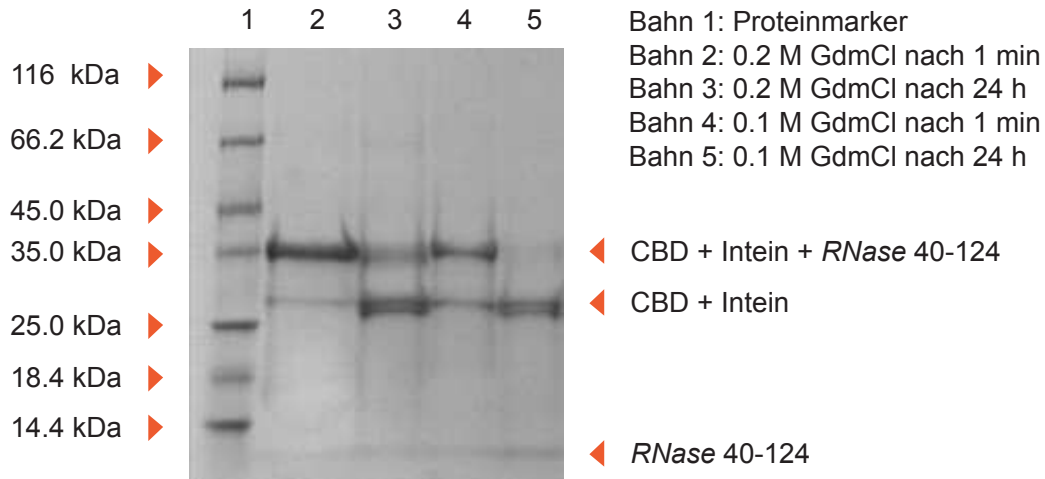 1 2 3 4 5
116 kDa
66.2 kDa
45.0 kDa
35.0 kDa
25.0 kDa
18.4 kDa
14.4 kDa
Bahn 1: Proteinmarker
Bahn 2: 0.2 M GdmCl nach 1 min
Bahn 3: 0.2 M GdmCl nach 24 h
Bahn 4: 0.1 M GdmCl nach 1 min
Bahn 5: 0.1 M GdmCl nach 24 h
CBD + Intein + RNase 40-124
CBD + Intein
RNase 40-124